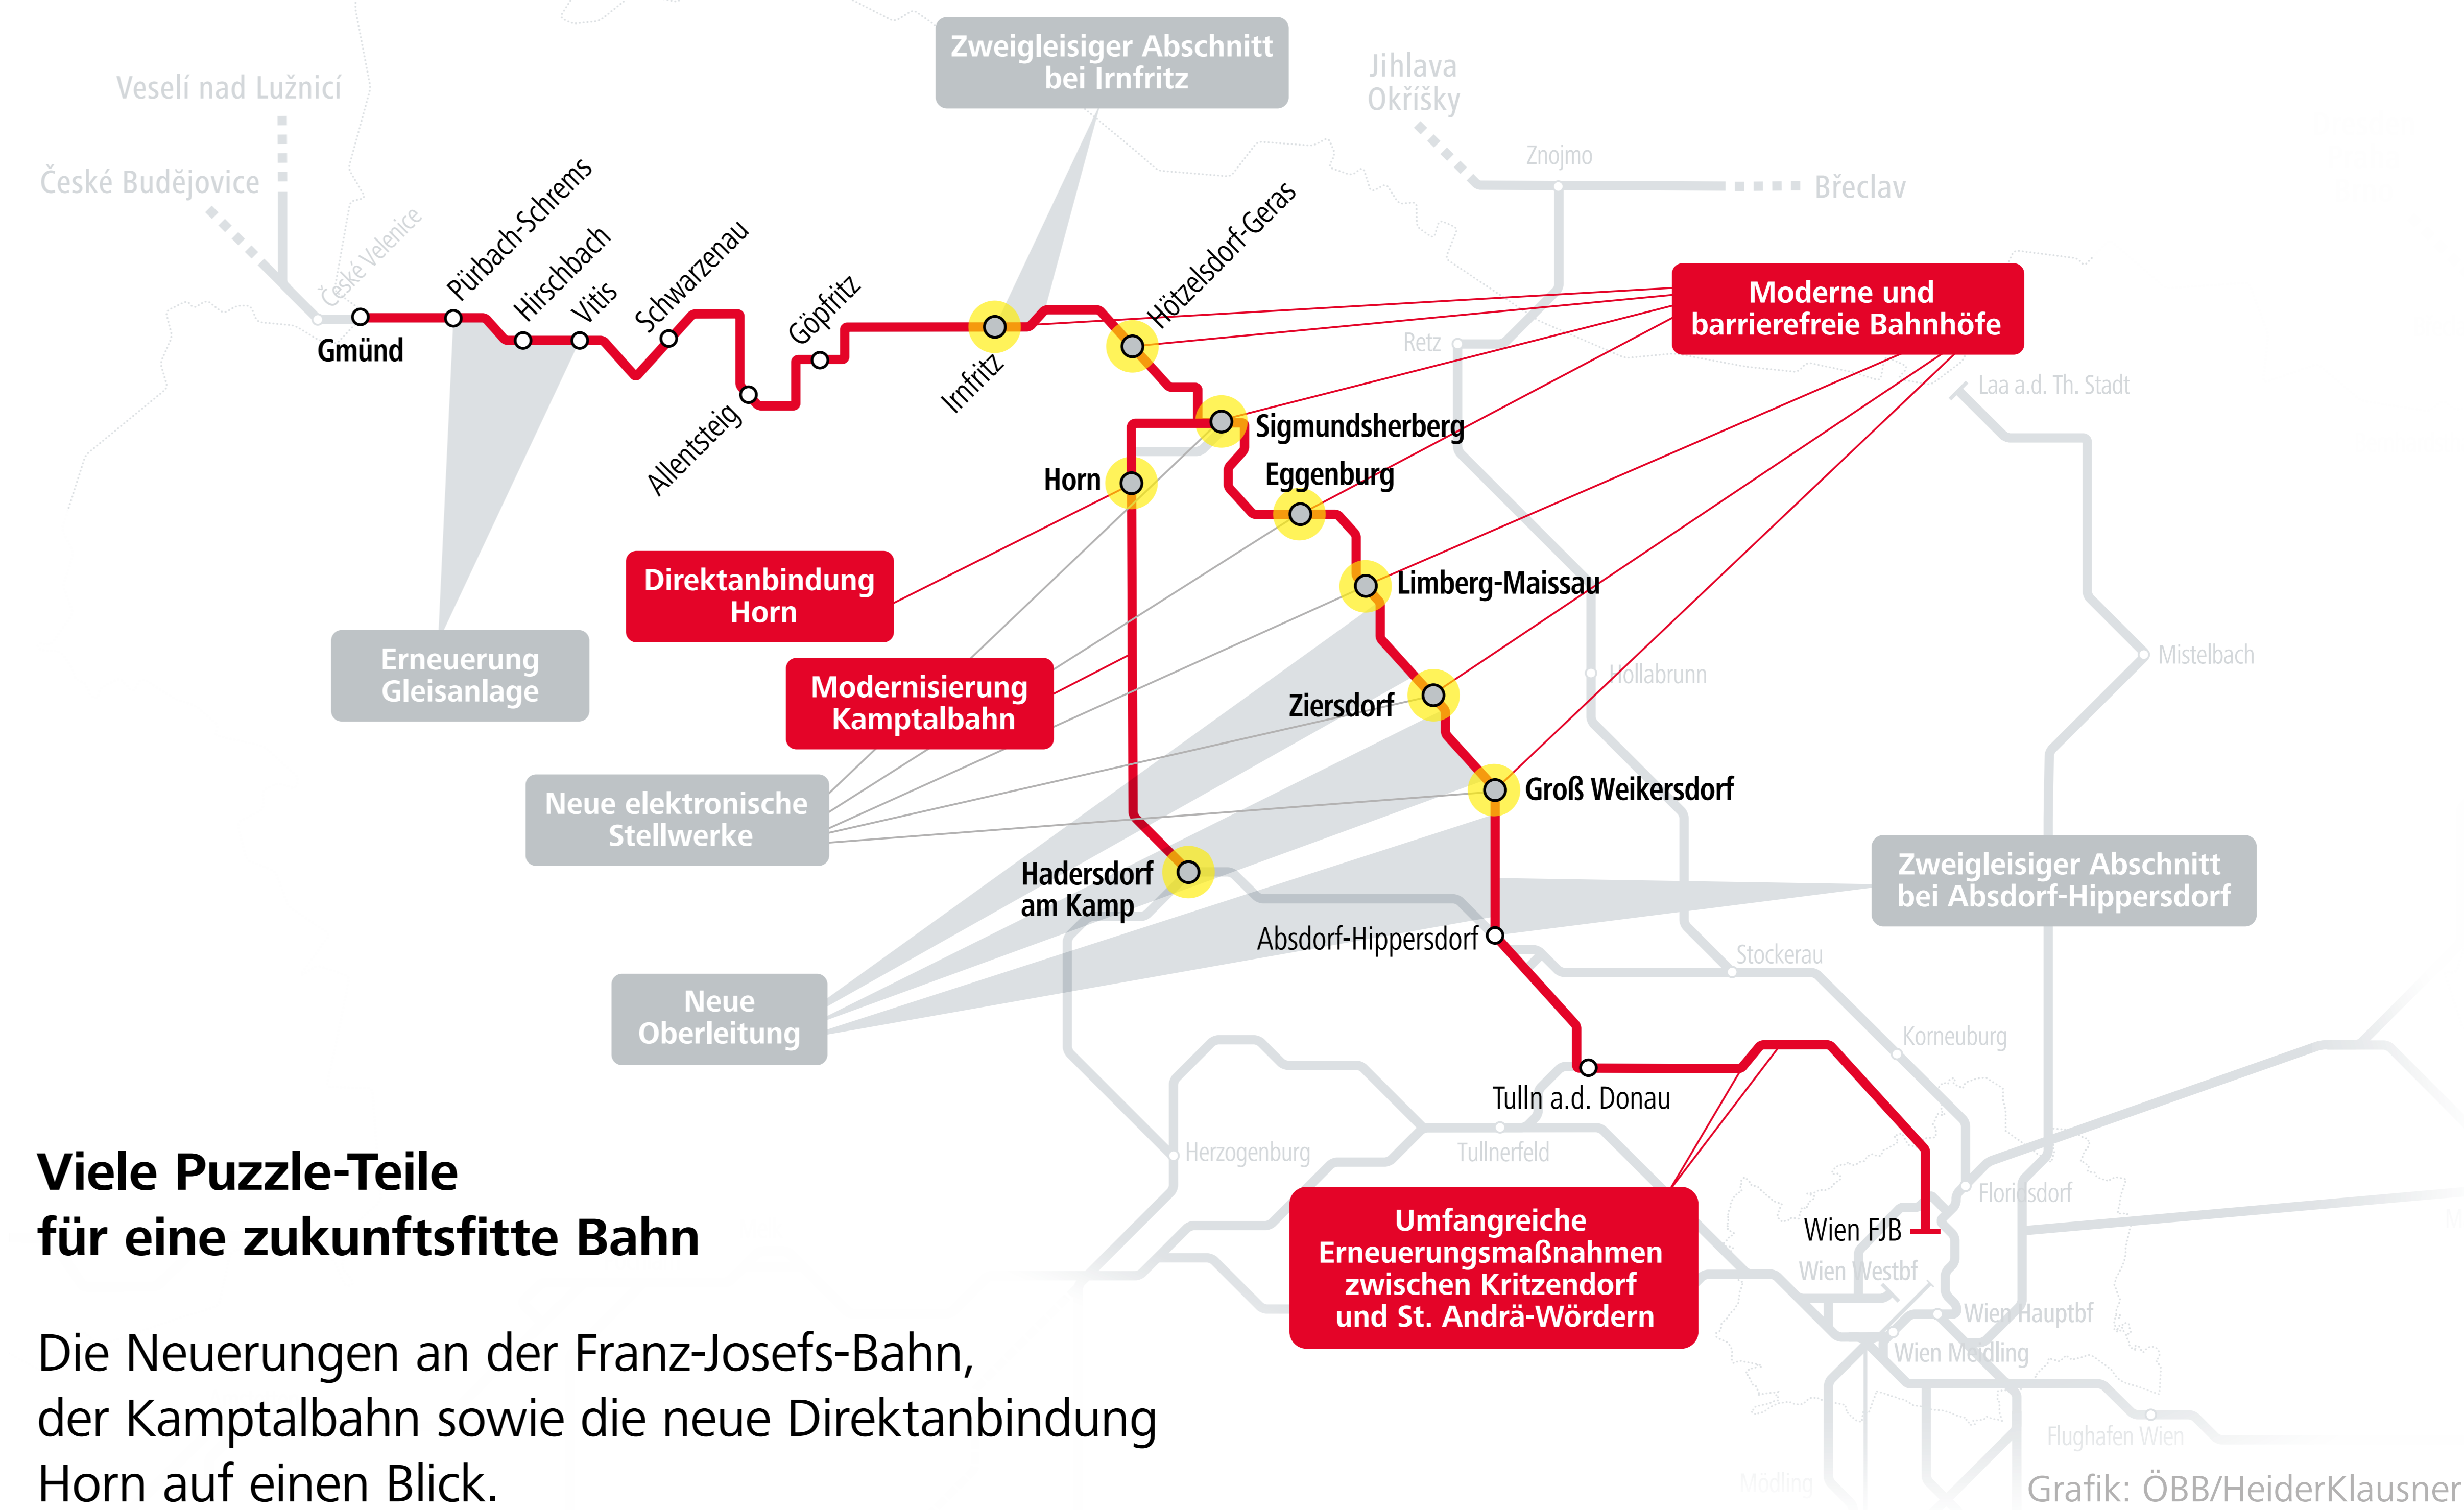 Zweigleisiger Abschnitt
bei Irnfritz
Jihlava
Okříšky
Veselí nad Lužnicí
České Budějovice
České Velenice
Znojmo
Břeclav
Gmünd
Pürbach-Schrems
Hirschbach
Vitis
Schwarzenau
Allentsteig
Göpfritz
Irnfritz
Hötzelsdorf-Geras
Moderne und
barrierefreie Bahnhöfe
Retz
Laa a.d. Th. Stadt
Sigmundsherberg
Horn
Eggenburg
Direktanbindung
Horn
Limberg-Maissau
Erneuerung
Gleisanlage
Modernisierung
Kamptalbahn
Hollabrunn
Mistelbach
Ziersdorf
Neue elektronische
Stellwerke
Groß Weikersdorf
Hadersdorf
am Kamp
Zweigleisiger Abschnitt
bei Absdorf-Hippersdorf
Absdorf-Hippersdorf
Stockerau
Neue
Oberleitung
Korneuburg
Tulln a.d. Donau
Herzogenburg
Tullnerfeld
Floridsdorf
Umfangreiche
Erneuerungsmaßnahmen
zwischen Kritzendorf
und St. Andrä-Wördern
Wien FJB
Wien Westbf
Wien Hauptbf
Wien Meidling
Flughafen Wien
Mödling
Viele Puzzle-Teile
für eine zukunftsfitte Bahn
Die Neuerungen an der Franz-Josefs-Bahn,
der Kamptalbahn sowie die neue Direktanbindung
Horn auf einen Blick.
Grafik: ÖBB/HeiderKlausner